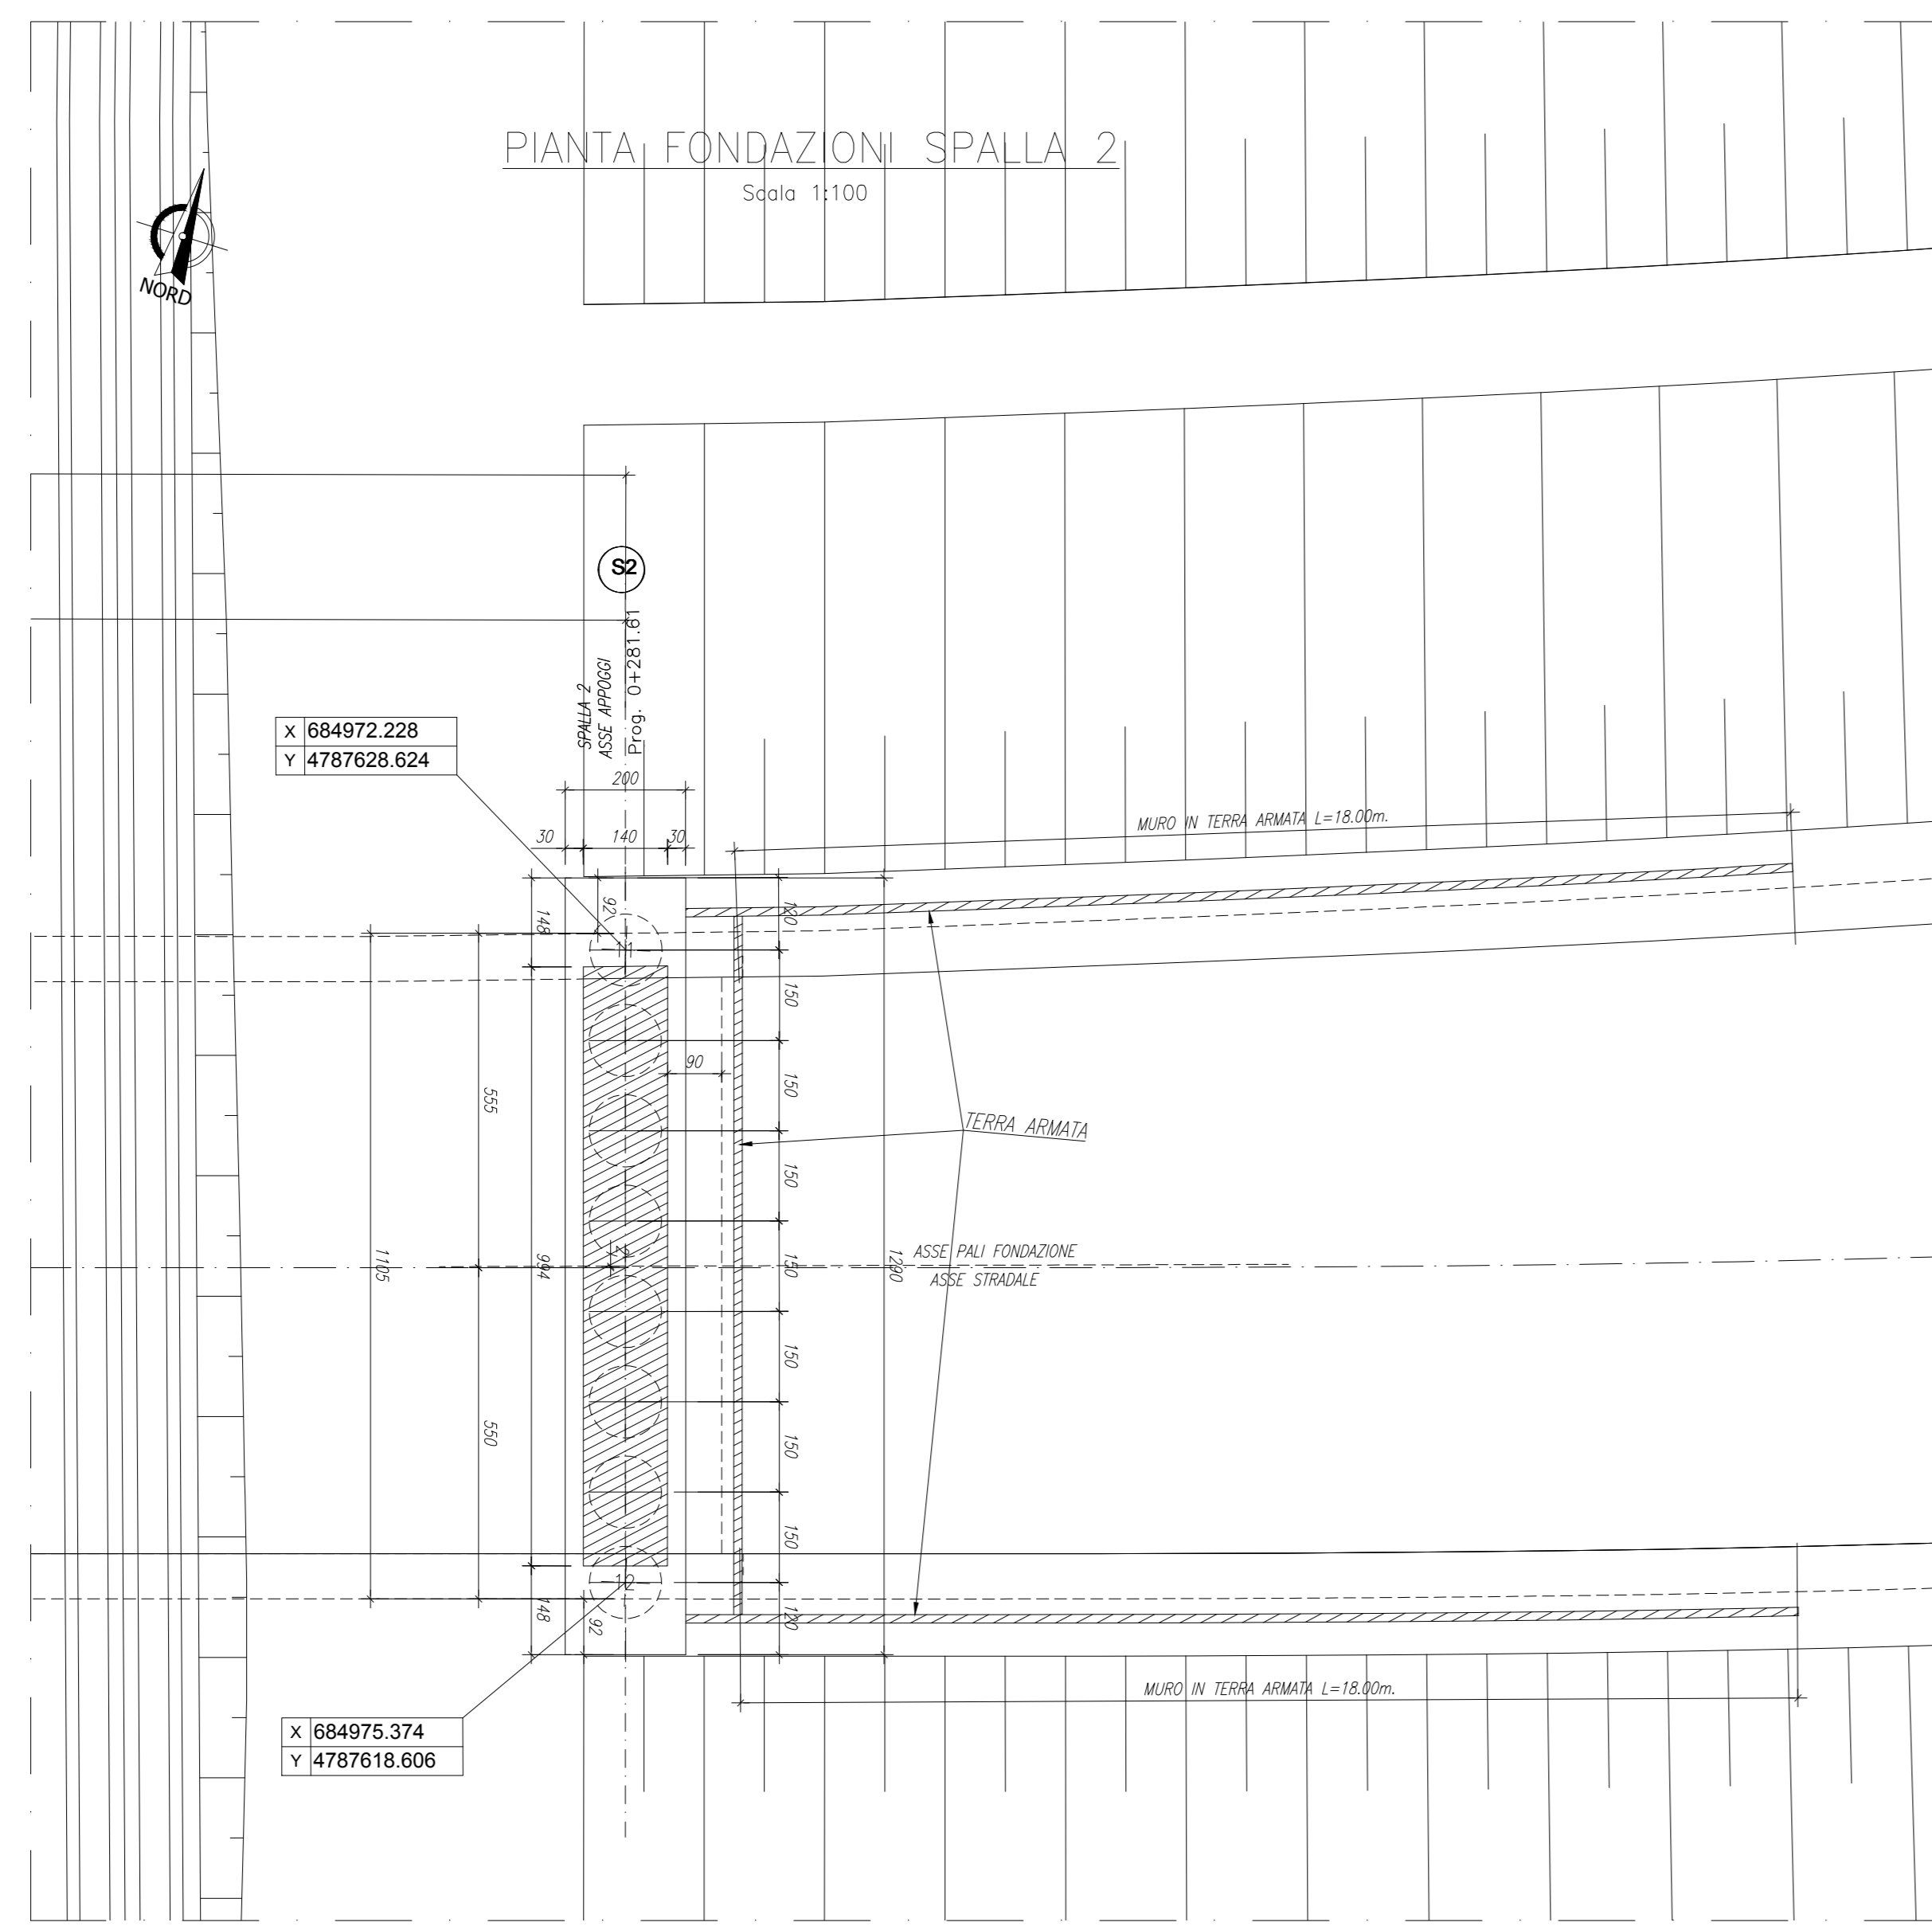 PIANTA FONDAZIONI SPALLA 2
Scala 1:100
NORD
S2
SPALLA 2
ASSE APPOGGI
Prog. 0+281.61
X 684972.228
Y 4787628.624
200
30 140 30
MURO IN TERRA ARMATA L=18.00m.
148
92
120
11
150
90
150
555
TERRA ARMATA
150
1105
994
2
150
1290
ASSE PALI FONDAZIONE
ASSE STRADALE
150
550
150
150
12
148
92
120
MURO IN TERRA ARMATA L=18.00m.
X 684975.374
Y 4787618.606